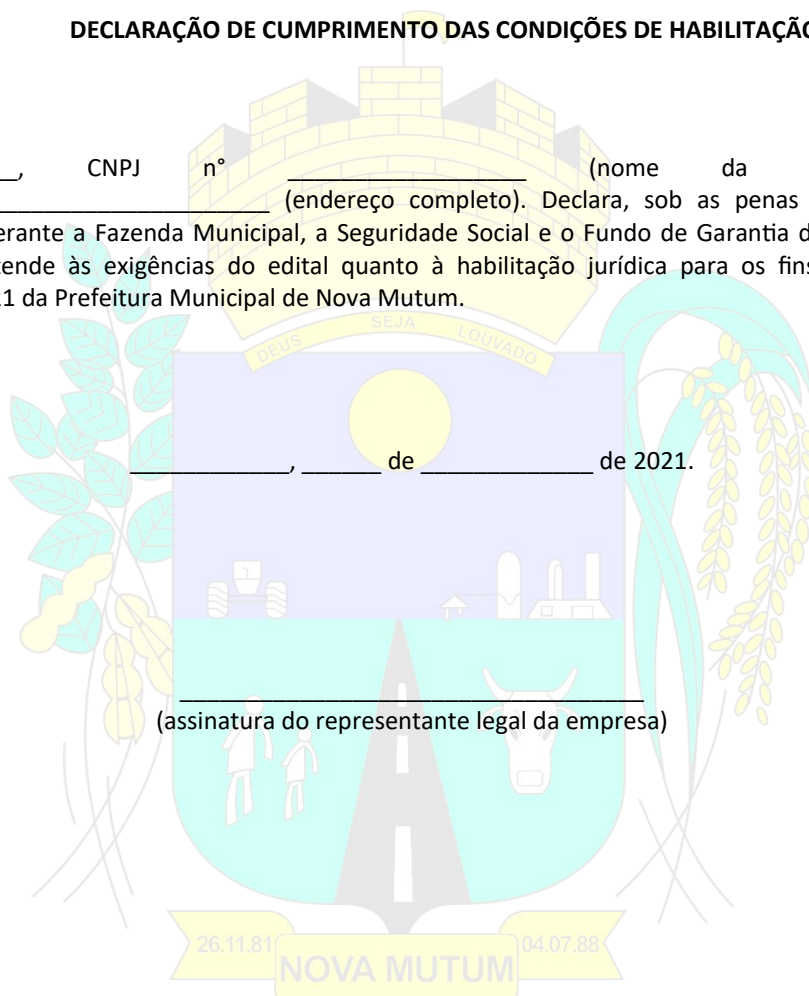 DECLARAÇÃO DE CUMPRIMENTO DAS CONDIÇÕES DE HABILITAÇÃO
__, CNPJ n° __________________ (nome da
_____________________ (endereço completo). Declara, sob as penas
erante a Fazenda Municipal, a Seguridade Social e o Fundo de Garantia d
tende às exigências do edital quanto à habilitação jurídica para os fins
21 da Prefeitura Municipal de Nova Mutum.
DEUS SEJA LOUVADO
____________, ______ de _____________ de 2021.
___________________________________
(assinatura do representante legal da empresa)
26.11.81 04.07.88
NOVA MUTUM